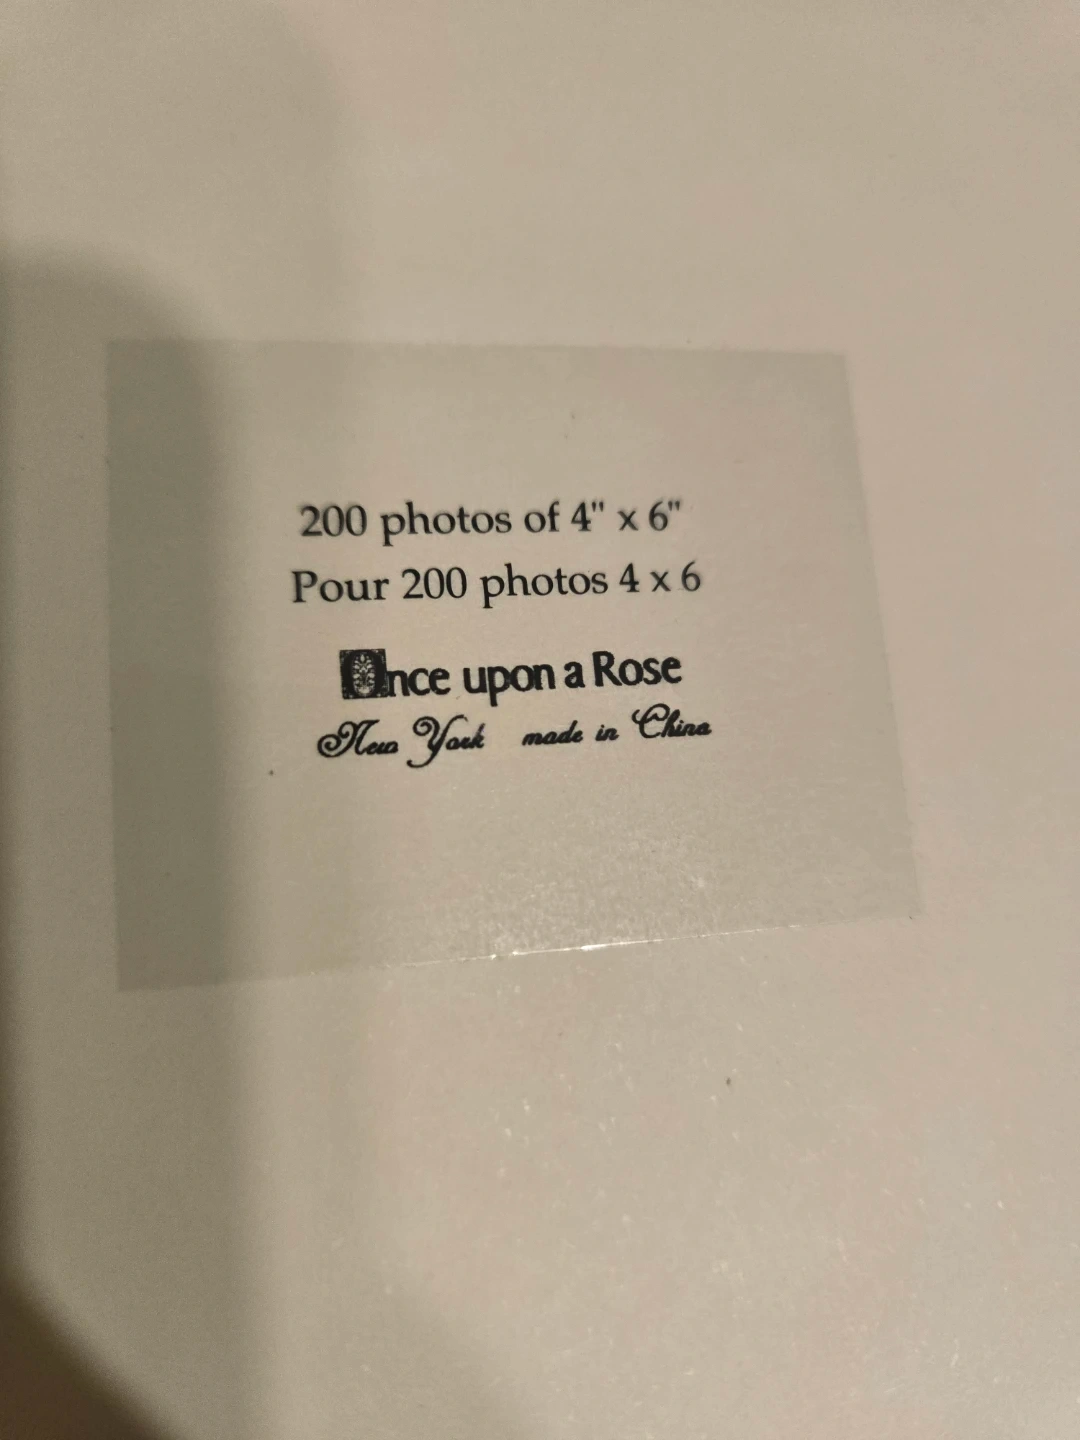 200 photos of 4" x 6"
Pour 200 photos 4 x 6
Once upon a Rose
New York made in China